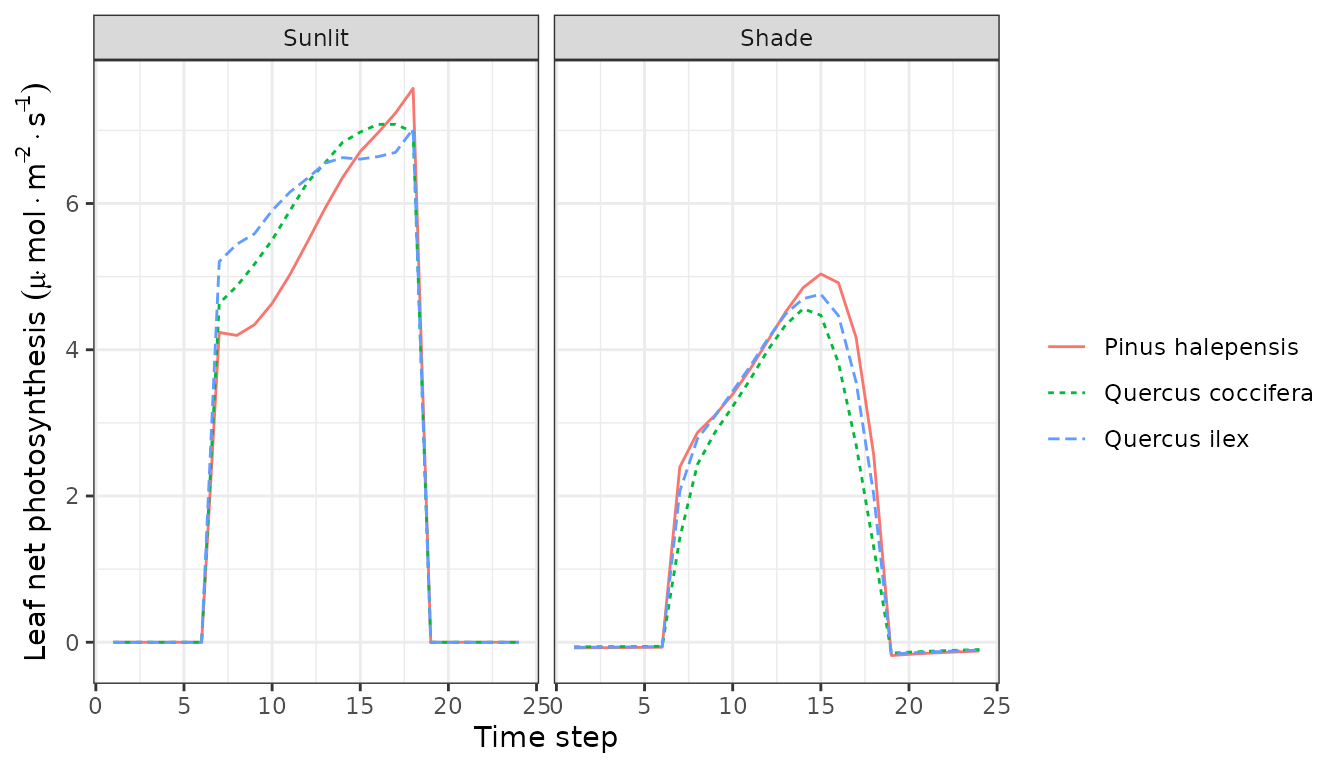 Sunlit Shade
Leaf net photosynthesis (μ mol · m⁻² · s⁻¹)
6
4
2
0
0 5 10 15 20 25 0 5 10 15 20 25
Time step
Pinus halepensis
Quercus coccifera
Quercus ilex